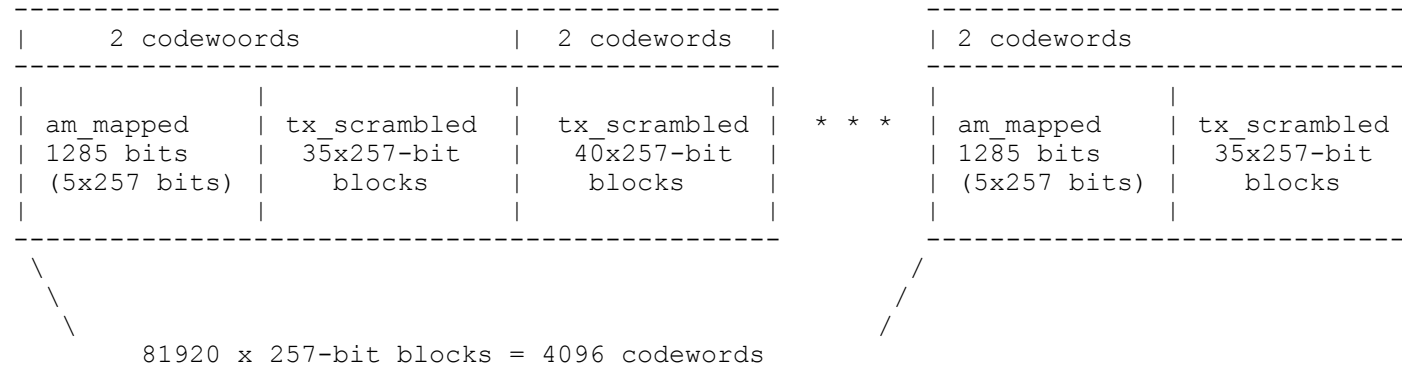 2 codewoords 2 codewords 2 codewords
am_mapped tx_scrambled tx_scrambled * * * am_mapped tx_scrambled
1285 bits 35x257-bit 40x257-bit 1285 bits 35x257-bit
(5x257 bits) blocks blocks (5x257 bits) blocks
81920 x 257-bit blocks = 4096 codewords